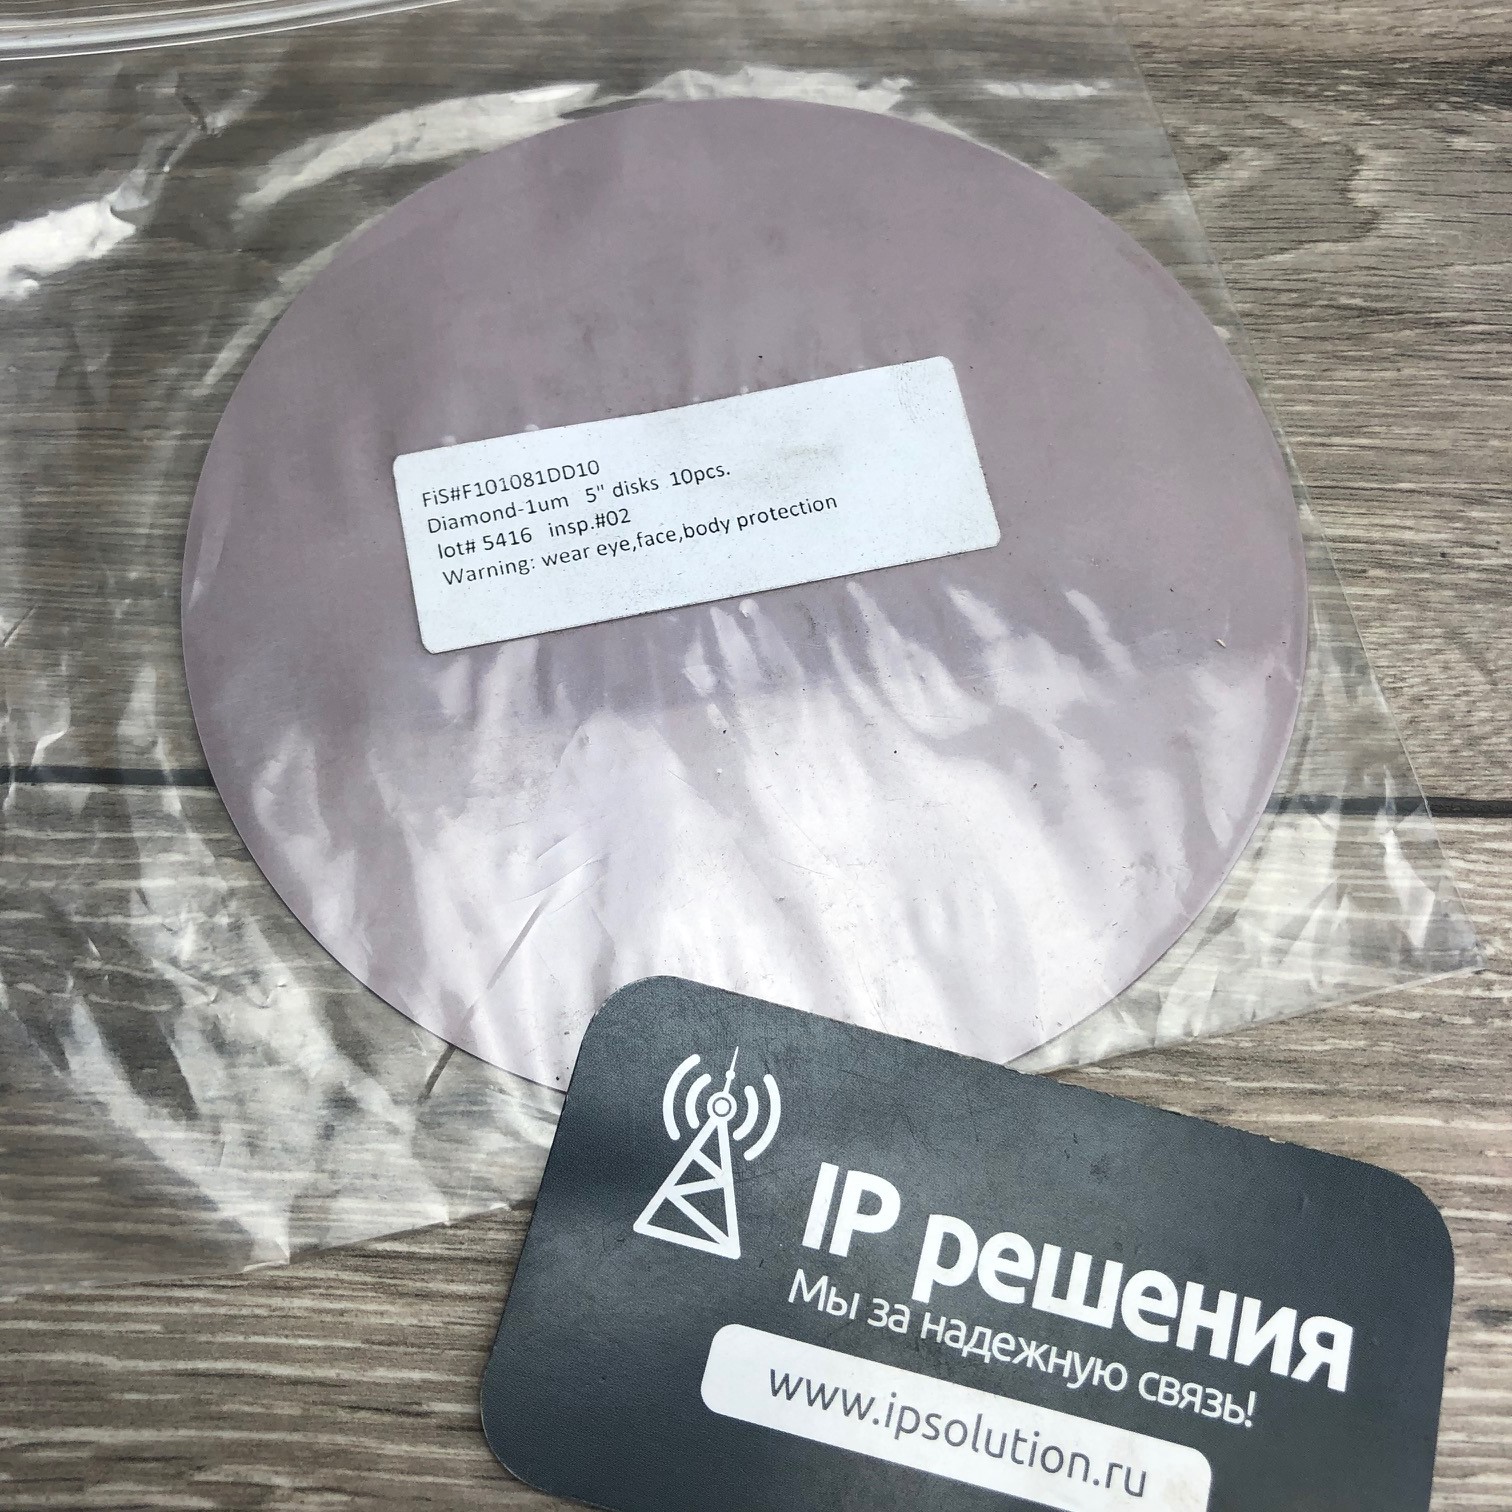 FiS#F101081DD10
Diamond-1um 5" disks 10pcs.
lot# 5416 insp.#02
Warning: wear eye,face,body protection
IP решения
Мы за надежную связь!
www.ipsolution.ru